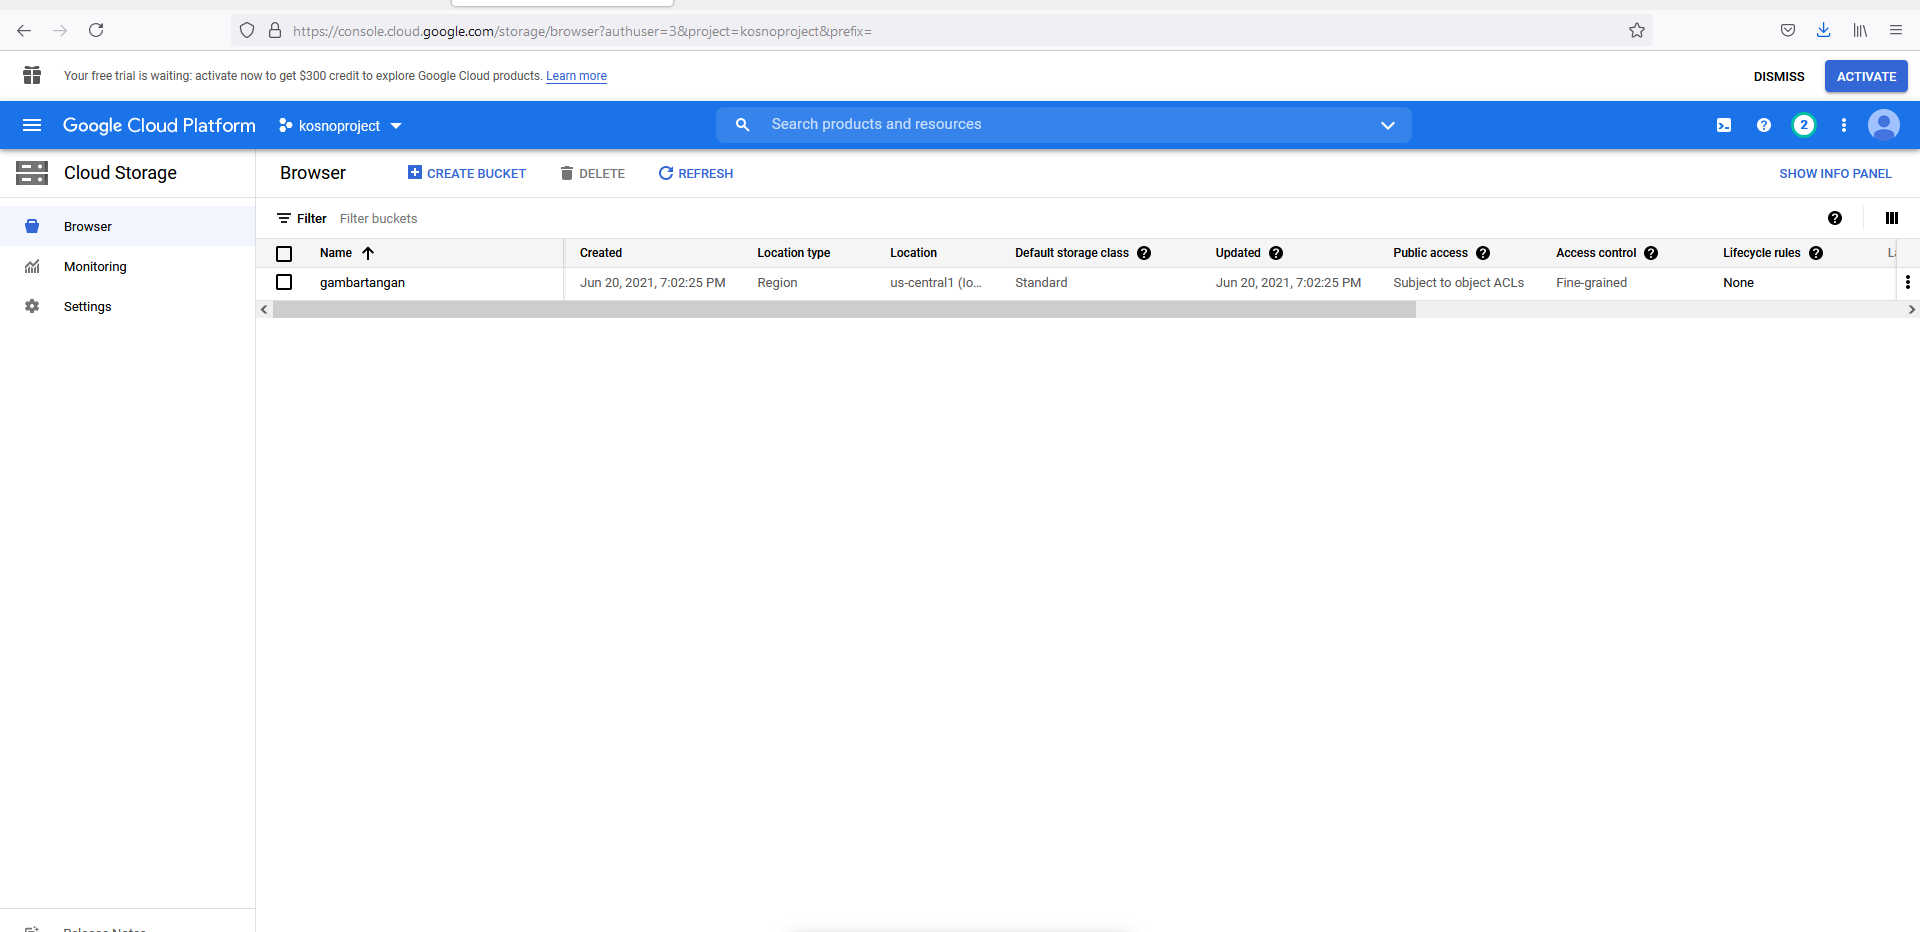 https://console.cloud.google.com/storage/browser?authuser=3&project=kosnoproject&prefix=
Your free trial is waiting: activate now to get $300 credit to explore Google Cloud products. Learn more
DISMISS
ACTIVATE
Google Cloud Platform
kosnoproject
Search products and resources
2
Cloud Storage
Browser
CREATE BUCKET
DELETE
REFRESH
SHOW INFO PANEL
Browser
Monitoring
Settings
Filter Filter buckets
Name Created Location type Location Default storage class Updated Public access Access control Lifecycle rules
gambartangan Jun 20, 2021, 7:02:25 PM Region us-central1 (Io... Standard Jun 20, 2021, 7:02:25 PM Subject to object ACLs Fine-grained None
Release Notes